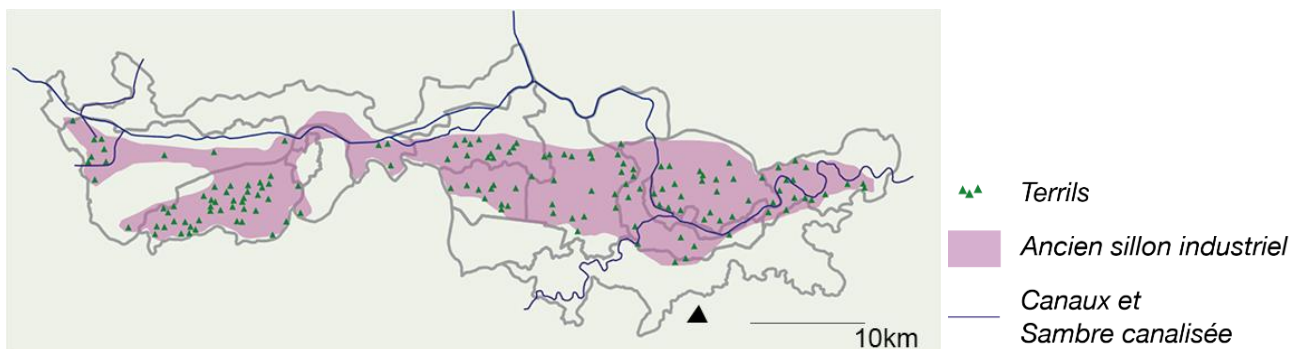 Terrils
Ancien sillon industriel
Canaux et
Sambre canalisée
10km